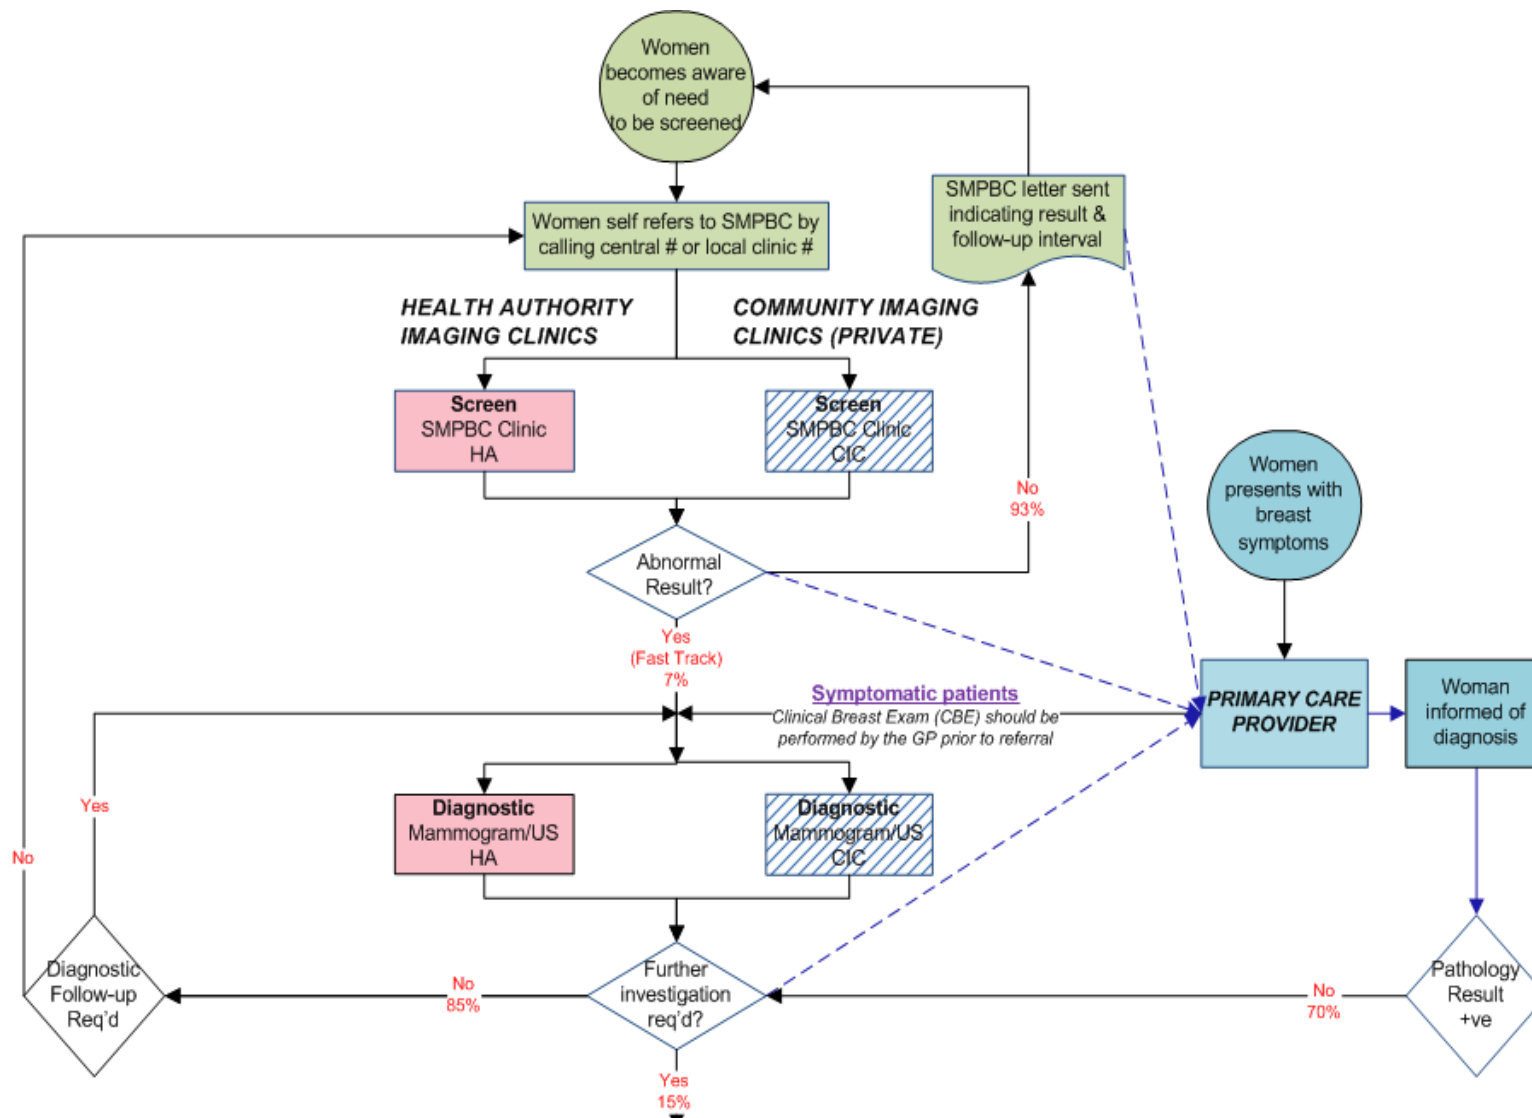 Women
becomes aware
of need
to be screened
SMPBC letter sent
indicating result &
follow-up interval
Women self refers to SMPBC by
calling central # or local clinic #
HEALTH AUTHORITY
IMAGING CLINICS
COMMUNITY IMAGING
CLINICS (PRIVATE)
Screen
SMPBC Clinic
HA
Screen
SMPBC Clinic
CIC
No
93%
Women
presents with
breast
symptoms
Abnormal
Result?
Yes
(Fast Track)
7%
Symptomatic patients
Clinical Breast Exam (CBE) should be
performed by the GP prior to referral
PRIMARY CARE
PROVIDER
Woman
informed of
diagnosis
Yes
No
Diagnostic
Mammogram/US
HA
Diagnostic
Mammogram/US
CIC
Diagnostic
Follow-up
Req'd
No
85%
Further
investigation
req'd?
No
70%
Pathology
Result
+ve
Yes
15%